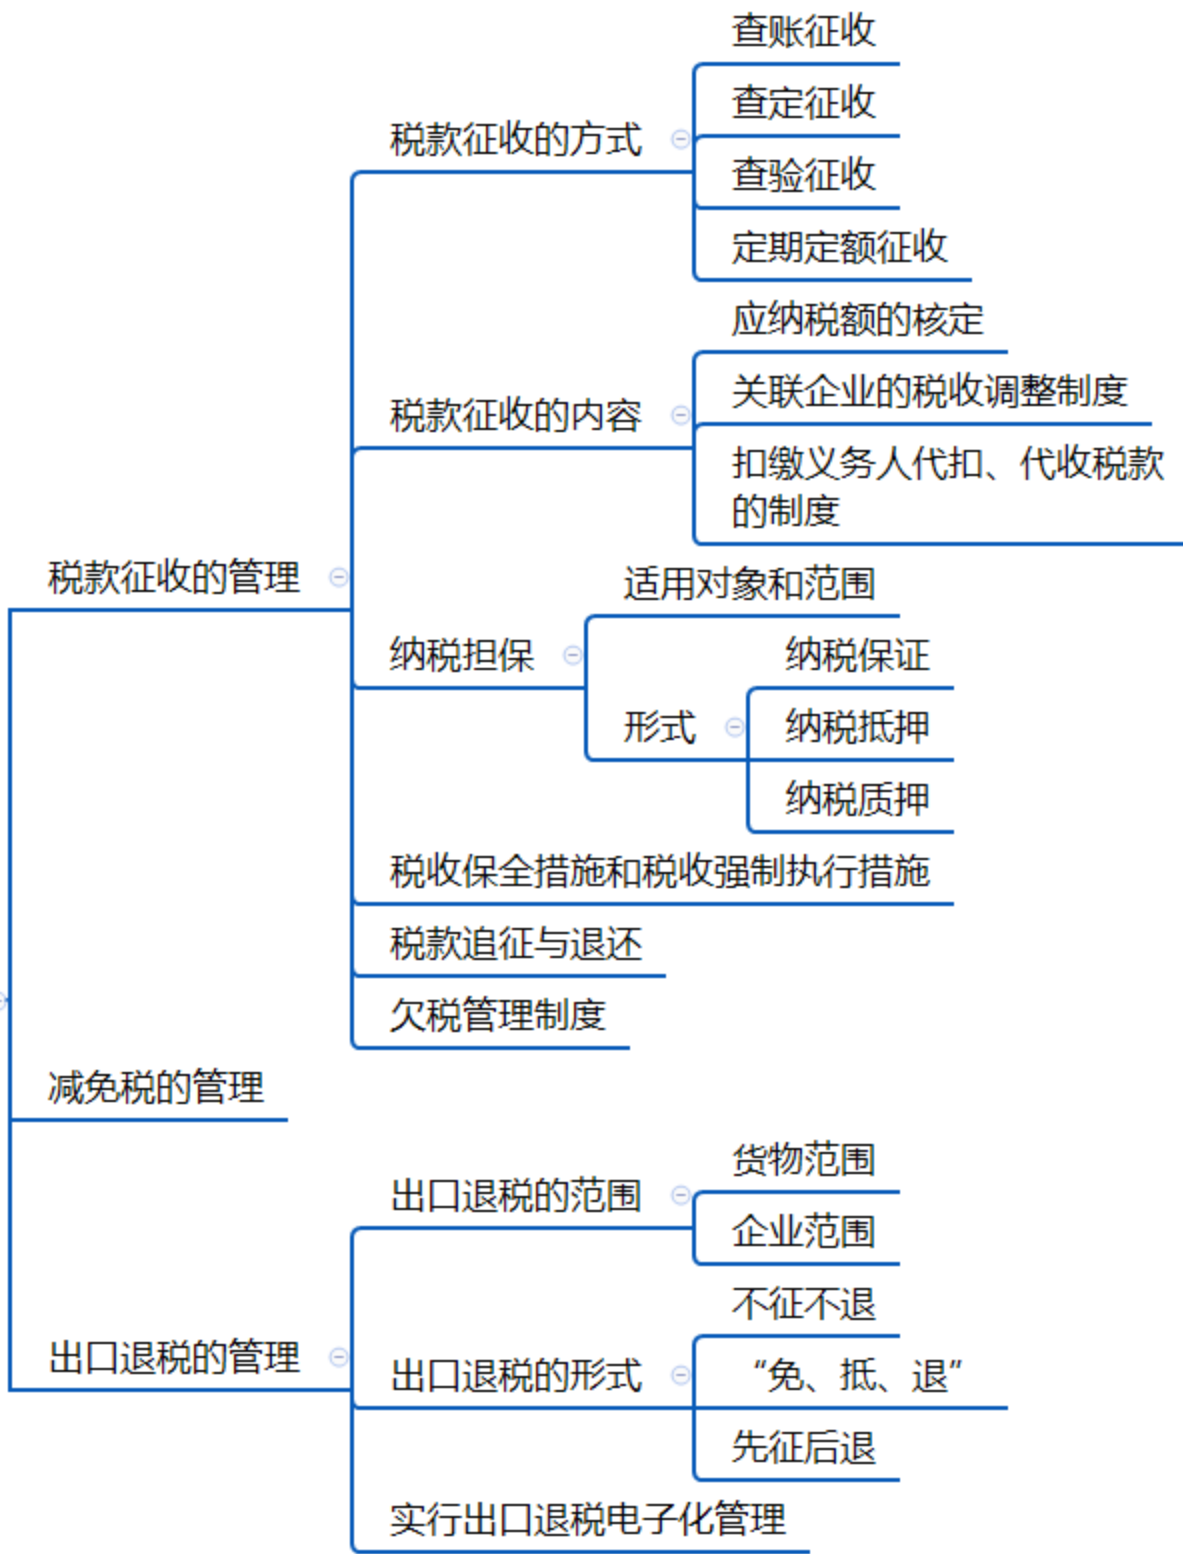 查账征收
查定征收
税款征收的方式
查验征收
定期定额征收
应纳税额的核定
关联企业的税收调整制度
税款征收的内容
扣缴义务人代扣、代收税款
的制度
税款征收的管理
适用对象和范围
纳税担保
纳税保证
形式
纳税抵押
纳税质押
税收保全措施和税收强制执行措施
税款追征与退还
欠税管理制度
减免税的管理
货物范围
出口退税的范围
企业范围
不征不退
出口退税的管理
出口退税的形式
“免、抵、退”
先征后退
实行出口退税电子化管理